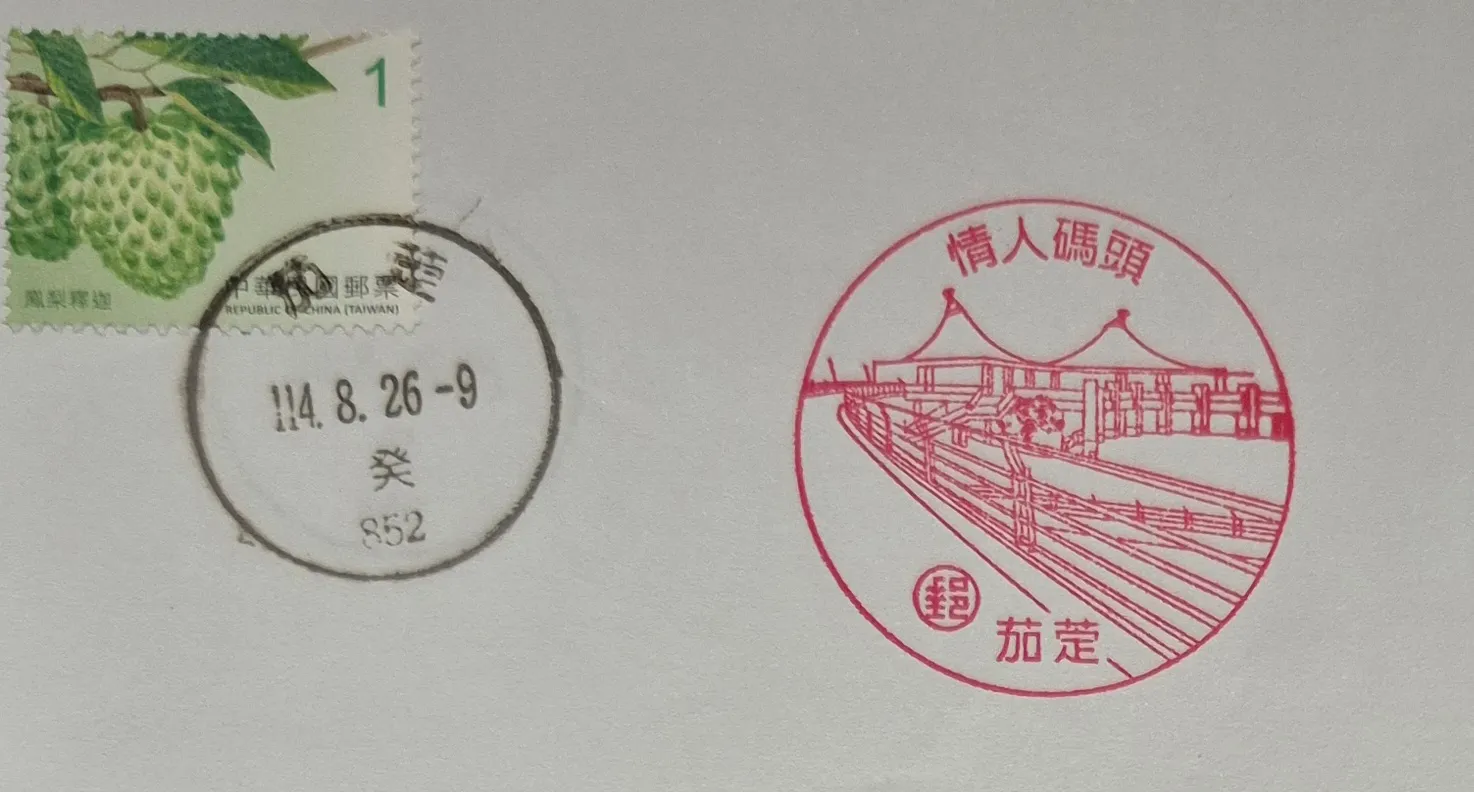 1
鳳梨釋迦
中華民國郵票
REPUBLIC OF CHINA (TAIWAN)
114.8.26-9
癸
852
情人碼頭
郵
茄萣